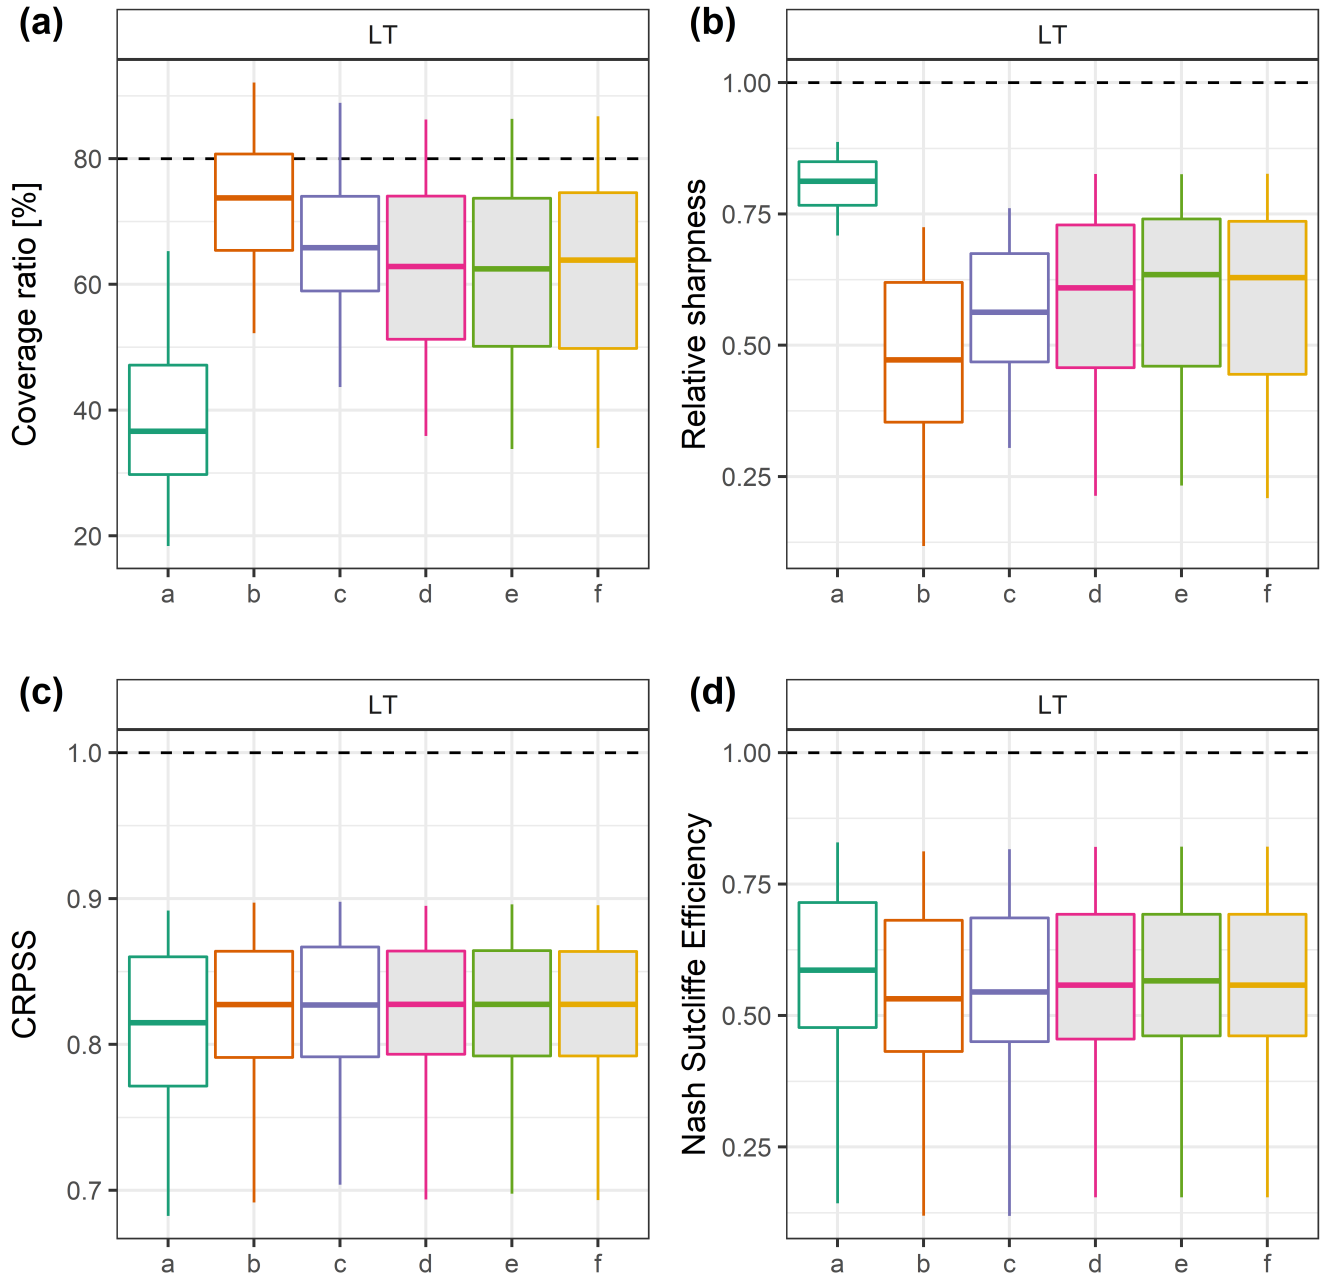 (a)
LT
Coverage ratio [%]
80
60
40
20
a b c d e f
(b)
LT
Relative sharpness
1.00
0.75
0.50
0.25
a b c d e f
(c)
LT
CRPSS
1.0
0.9
0.8
0.7
a b c d e f
(d)
LT
Nash Sutcliffe Efficiency
1.00
0.75
0.50
0.25
a b c d e f